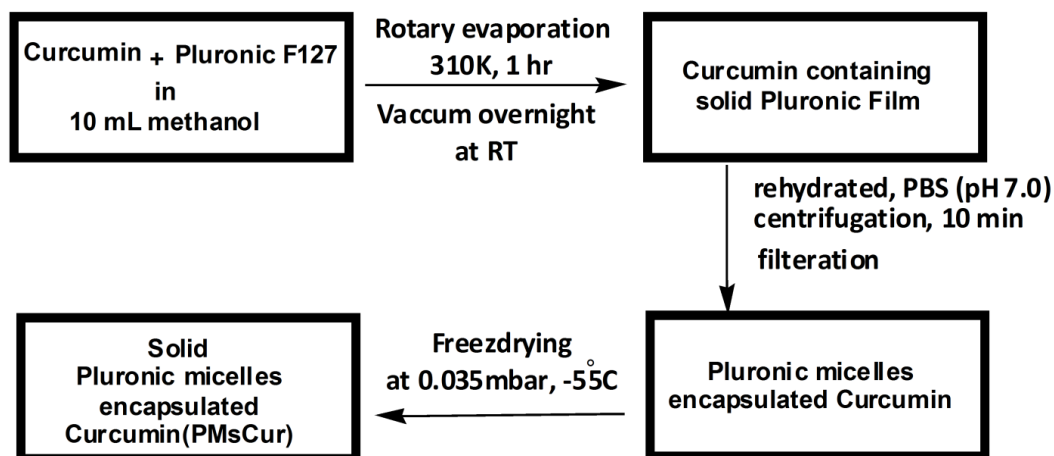 Curcumin + Pluronic F127
in
10 mL methanol
Rotary evaporation
310K, 1 hr
Vaccum overnight
at RT
Curcumin containing
solid Pluronic Film
rehydrated, PBS (pH 7.0)
centrifugation, 10 min
filteration
Pluronic micelles
encapsulated Curcumin
Freezdrying
at 0.035mbar, -55°C
Solid
Pluronic micelles
encapsulated
Curcumin(PMsCur)